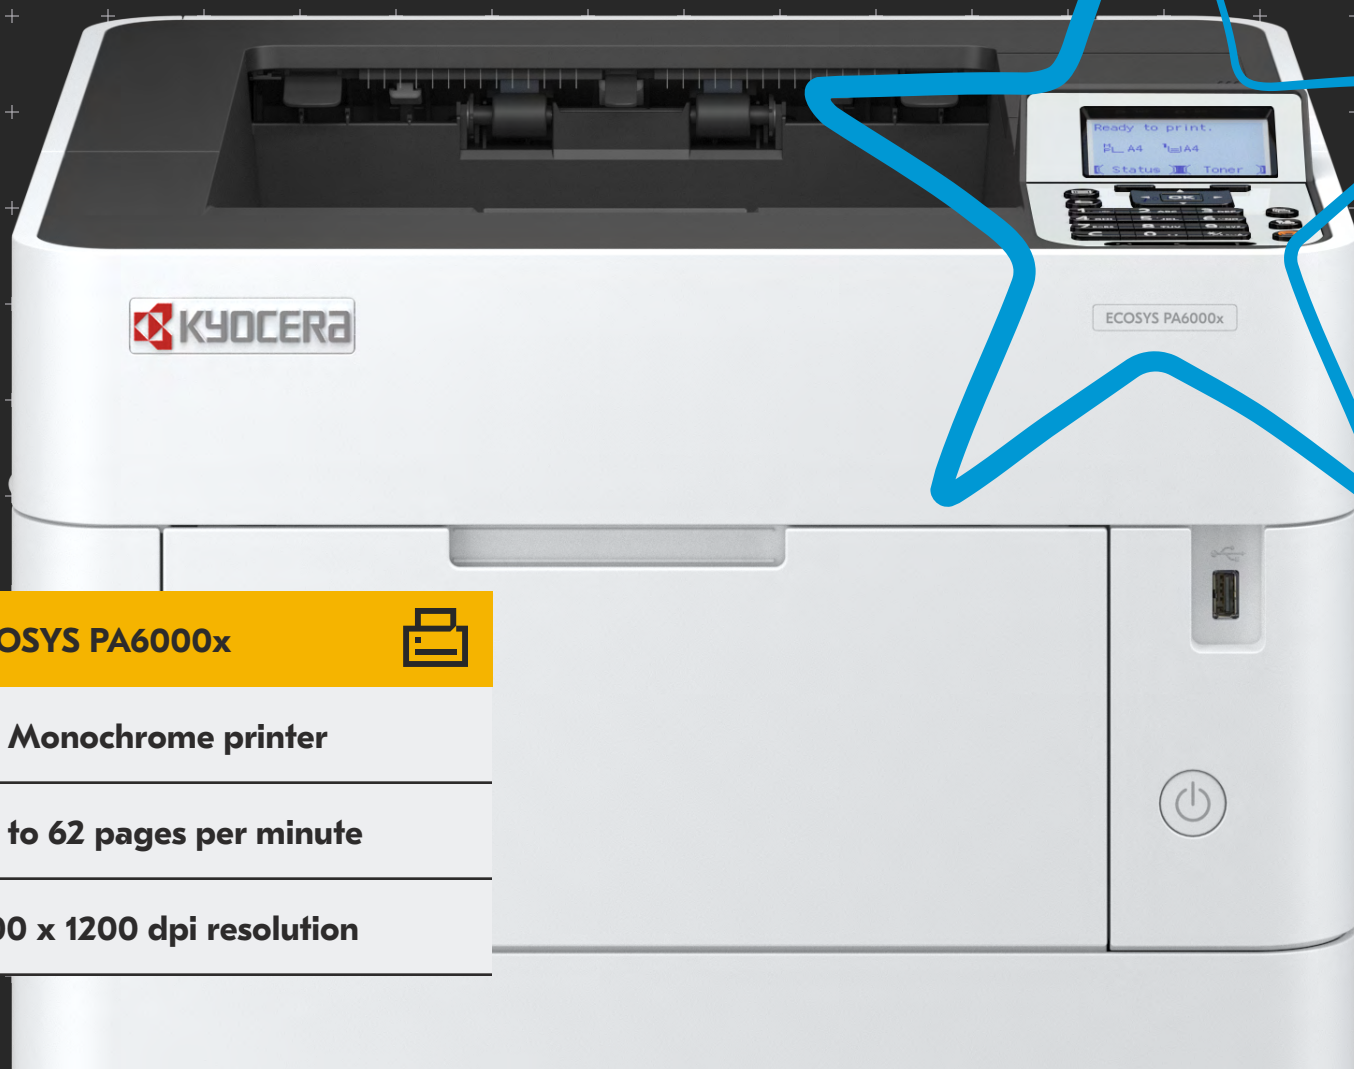 Ready to print.
A4 A4
[ Status ] [ Toner ]
OK
KYOCERA
ECOSYS PA6000x
OSYS PA6000x
Monochrome printer
to 62 pages per minute
00 x 1200 dpi resolution